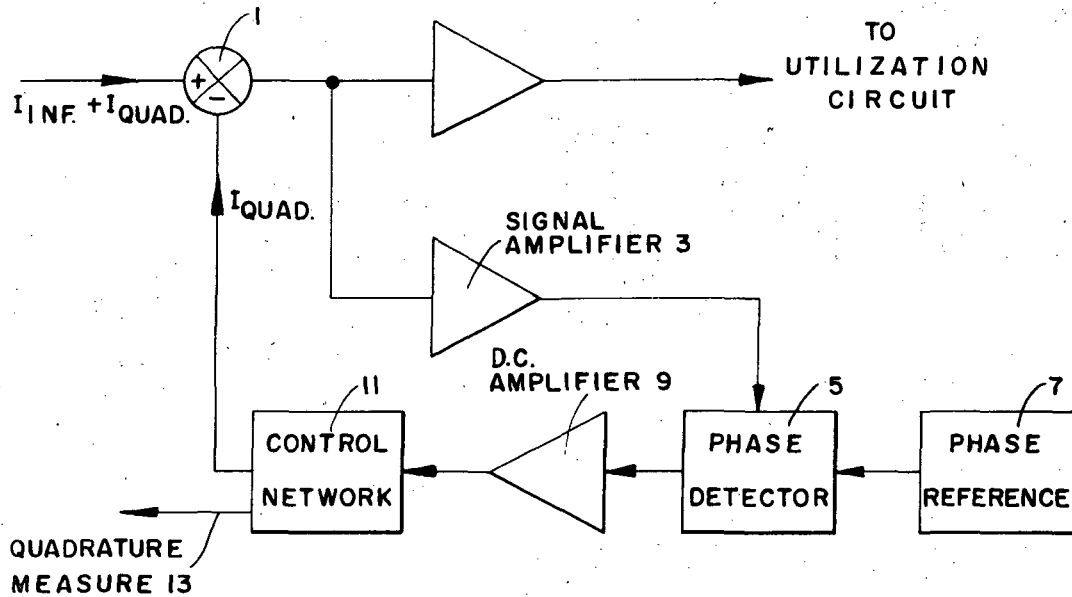 1
TO
UTILIZATION
CIRCUIT
+
-
I INF. + I QUAD.
I QUAD.
SIGNAL
AMPLIFIER 3
D.C.
AMPLIFIER 9
11
5
7
CONTROL
NETWORK
PHASE
DETECTOR
PHASE
REFERENCE
QUADRATURE
MEASURE 13